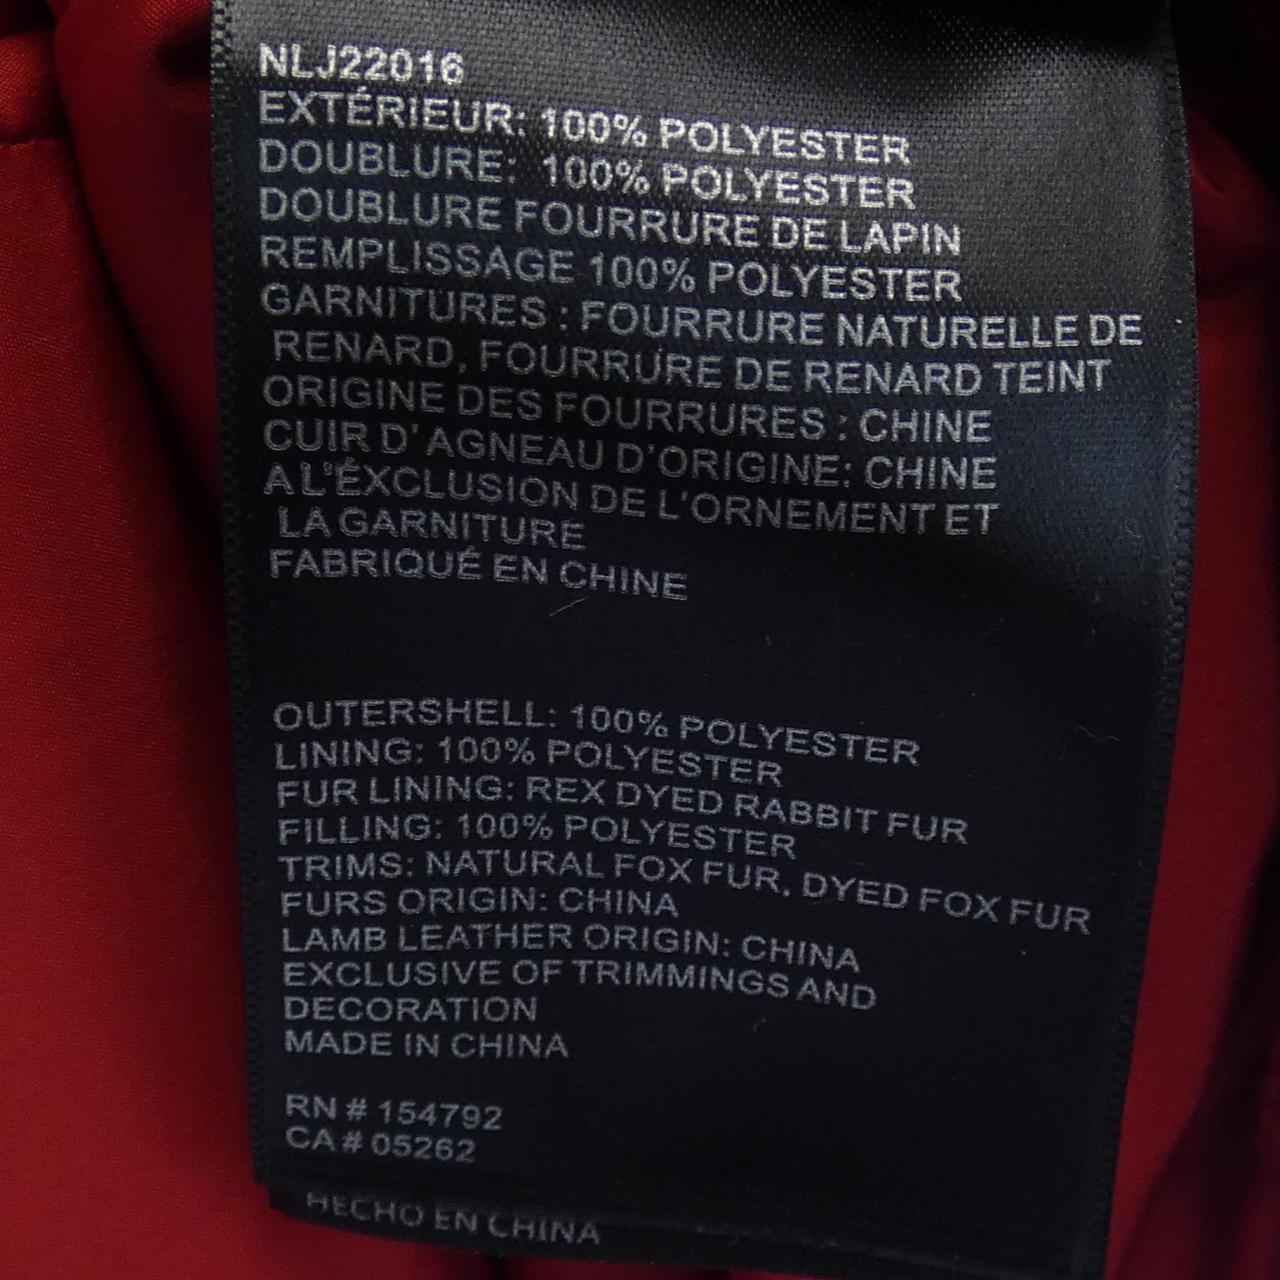 NLJ22016
EXTÉRIEUR: 100% POLYESTER
DOUBLURE: 100% POLYESTER
DOUBLURE FOURRURE DE LAPIN
REMPLISSAGE 100% POLYESTER
GARNITURES : FOURRURE NATURELLE DE
RENARD, FOURRURE DE RENARD TEINT
ORIGINE DES FOURRURES : CHINE
CUIR D'AGNEAU D'ORIGINE: CHINE
A L'ÉXCLUSION DE L'ORNEMENT ET
LA GARNITURE
FABRIQUÉ EN CHINE
OUTERSHELL: 100% POLYESTER
LINING: 100% POLYESTER
FUR LINING: REX DYED RABBIT FUR
FILLING: 100% POLYESTER
TRIMS: NATURAL FOX FUR, DYED FOX FUR
FURS ORIGIN: CHINA
LAMB LEATHER ORIGIN: CHINA
EXCLUSIVE OF TRIMMINGS AND
DECORATION
MADE IN CHINA
RN # 154792
CA # 05262
HECHO EN CHINA